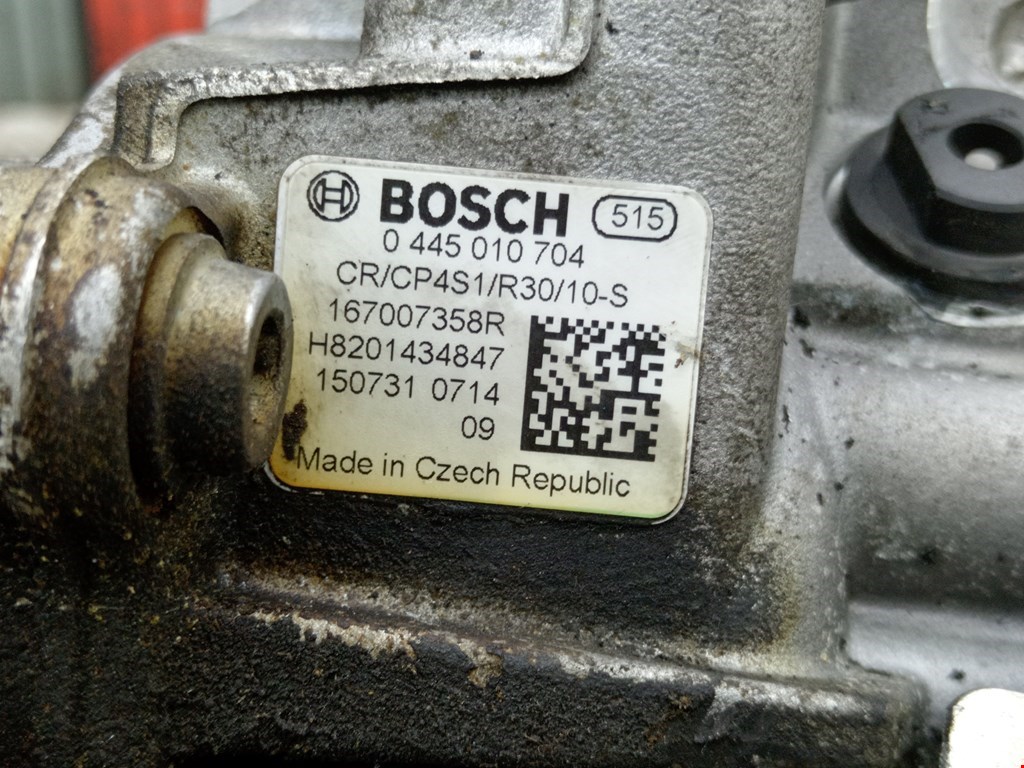 BOSCH 515
0 445 010 704
CR/CP4S1/R30/10-S
167007358R
H8201434847
150731 0714
09
Made in Czech Republic